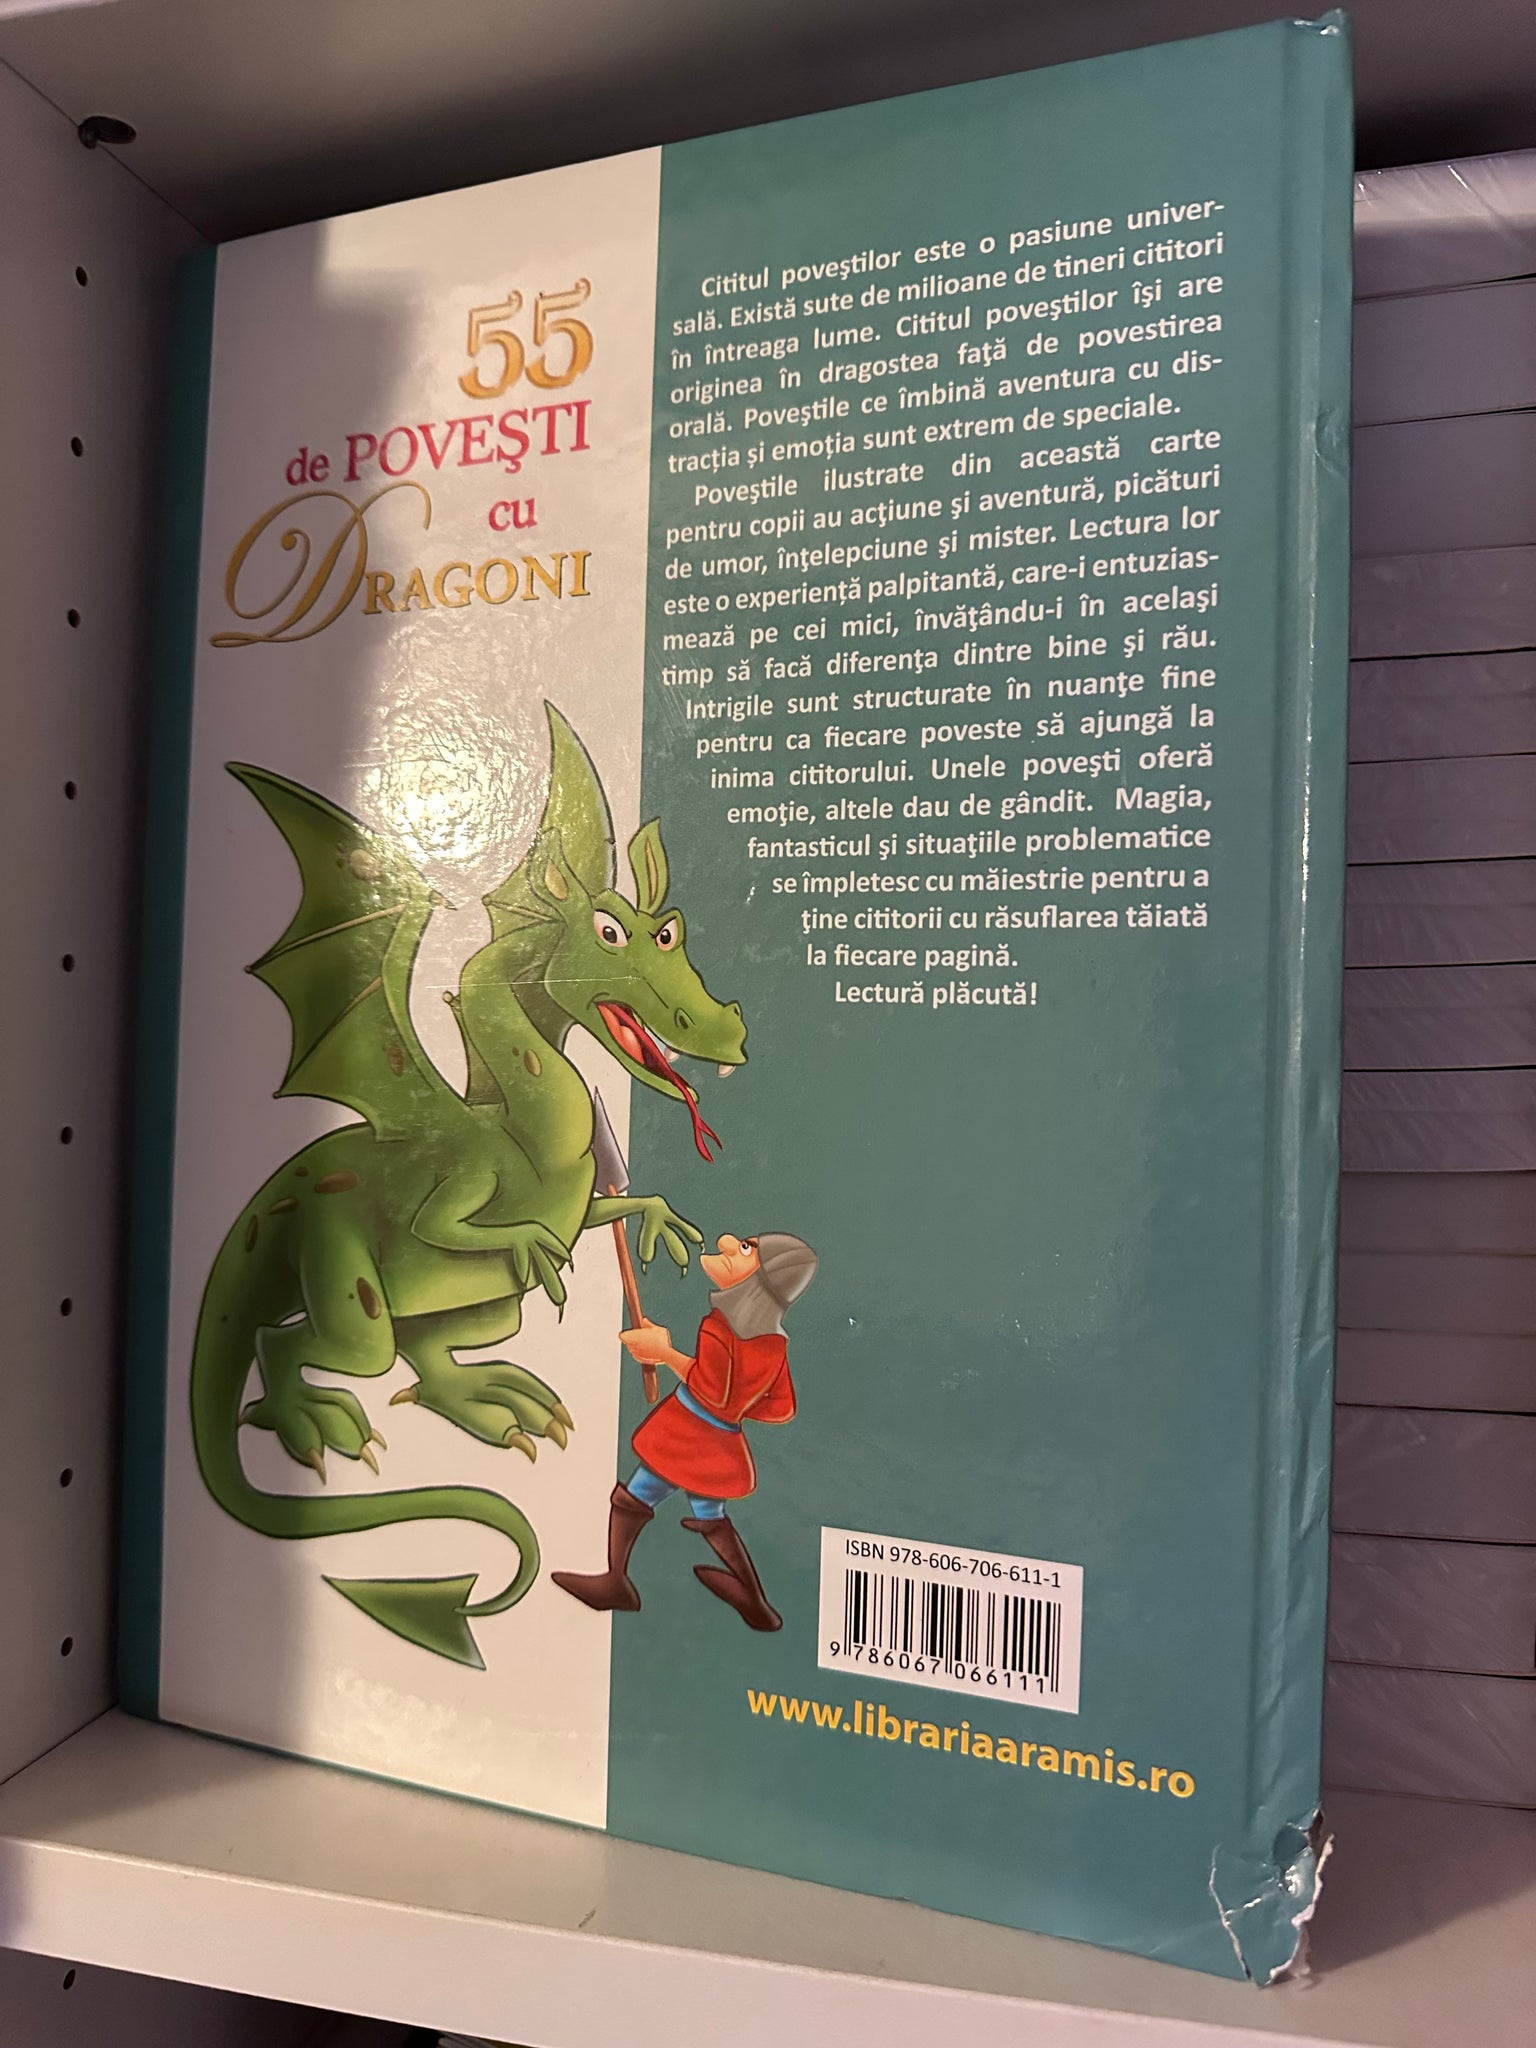 55
de POVEŞTI
cu
DRAGONI
Cititul poveştilor este o pasiune univer-
sală. Există sute de milioane de tineri cititori
în întreaga lume. Cititul poveştilor îşi are
originea în dragostea faţă de povestirea
orală. Poveştile ce îmbină aventura cu dis-
tracția și emoția sunt extrem de speciale.
Poveştile ilustrate din această carte
pentru copii au acţiune şi aventură, picături
de umor, înţelepciune şi mister. Lectura lor
este o experiență palpitantă, care-i entuzias-
mează pe cei mici, învăţându-i în acelaşi
timp să facă diferenţa dintre bine şi rău.
Intrigile sunt structurate în nuanţe fine
pentru ca fiecare poveste să ajungă la
inima cititorului. Unele poveşti oferă
emoţie, altele dau de gândit. Magia,
fantasticul şi situaţiile problematice
se împletesc cu măiestrie pentru a
ţine cititorii cu răsuflarea tăiată
la fiecare pagină.
Lectură plăcută!
ISBN 978-606-706-611-1
9 786067 066111
www.librariaaramis.ro